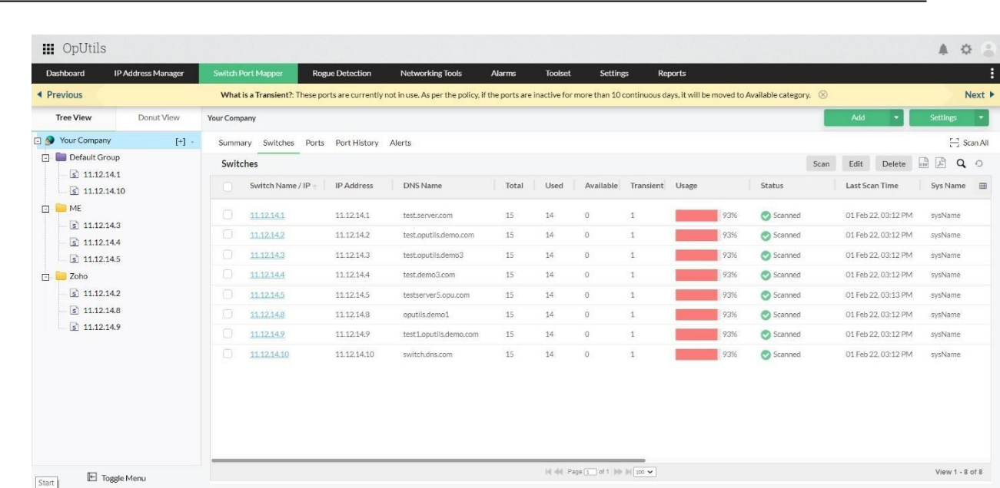 OpUtils
Dashboard IP Address Manager Switch Port Mapper Rogue Detection Networking Tools Alarms Toolset Settings Reports
Previous What is a Transient?: These ports are currently not in use. As per the policy, if the ports are inactive for more than 10 continuous days, it will be moved to Available category. Next
Tree View Donut View Your Company Add Settings
Your Company [+] -
Summary Switches Ports Port History Alerts Scan All
Default Group
11.12.14.1
11.12.14.10
ME
11.12.14.3
11.12.14.4
11.12.14.5
Zoho
11.12.14.2
11.12.14.8
11.12.14.9
Switches Scan Edit Delete
Switch Name / IP IP Address DNS Name Total Used Available Transient Usage Status Last Scan Time Sys Name
11.12.14.1 11.12.14.1 test.server.com 15 14 0 1 93% Scanned 01 Feb 22, 03:12 PM sysName
11.12.14.2 11.12.14.2 test.oputils.demo.com 15 14 0 1 93% Scanned 01 Feb 22, 03:12 PM sysName
11.12.14.3 11.12.14.3 test.oputils.demo3 15 14 0 1 93% Scanned 01 Feb 22, 03:12 PM sysName
11.12.14.4 11.12.14.4 test.demo3.com 15 14 0 1 93% Scanned 01 Feb 22, 03:12 PM sysName
11.12.14.5 11.12.14.5 testserver5.opu.com 15 14 0 1 93% Scanned 01 Feb 22, 03:13 PM sysName
11.12.14.8 11.12.14.8 oputils.demo1 15 14 0 1 93% Scanned 01 Feb 22, 03:12 PM sysName
11.12.14.9 11.12.14.9 test1.oputils.demo.com 15 14 0 1 93% Scanned 01 Feb 22, 03:12 PM sysName
11.12.14.10 11.12.14.10 switch.dns.com 15 14 0 1 93% Scanned 01 Feb 22, 03:12 PM sysName
Page 1 of 1 100 View 1 - 8 of 8
Toggle Menu
Start